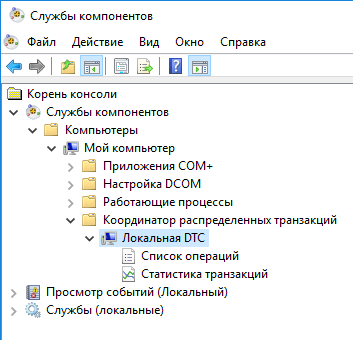 Службы компонентов
Файл Действие Вид Окно Справка
Корень консоли
Службы компонентов
Компьютеры
Мой компьютер
Приложения COM+
Настройка DCOM
Работающие процессы
Координатор распределенных транзакций
Локальная DTC
Список операций
Статистика транзакций
Просмотр событий (Локальный)
Службы (локальные)